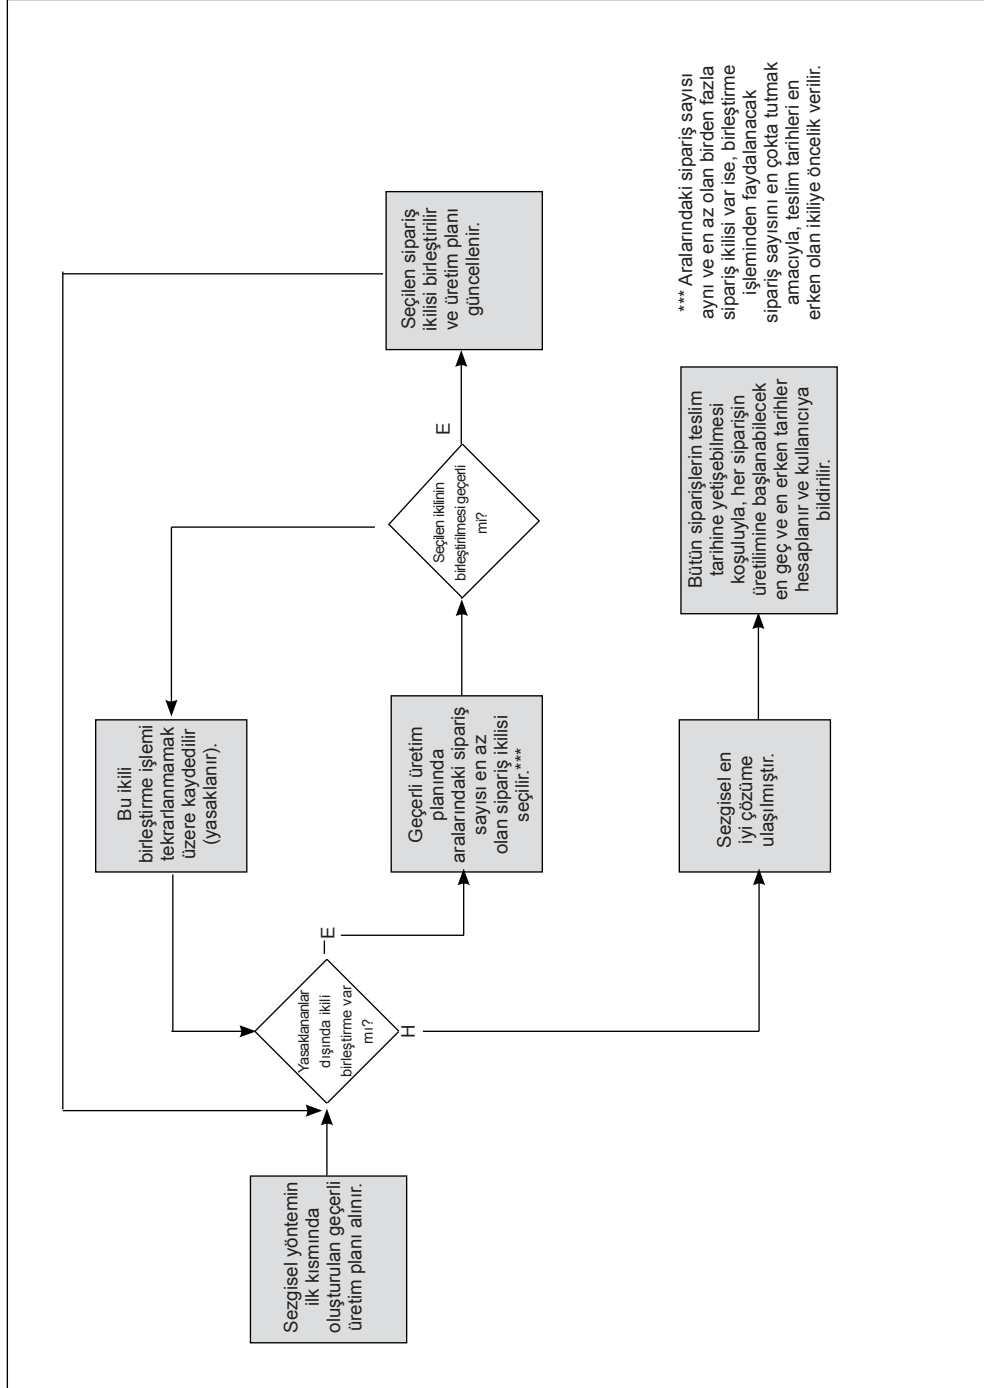 Sezgisel yöntemin
ilk kısmında
oluşturulan geçerli
üretim planı alınır.
Yasaklananlar
dışında ikili
birleştirme var
mı?
E
H
Bu ikili
birleştirme işlemi
tekrarlanmamak
üzere kaydedilir
(yasaklanır).
Geçerli üretim
planında
aralarındaki sipariş
sayısı en az
olan sipariş ikilisi
seçilir.***
Seçilen ikilinin
birleştirilmesi geçerli
mi?
E
Seçilen sipariş
ikilisi birleştirilir
ve üretim planı
güncellenir.
Sezgisel en
iyi çözüme
ulaşılmıştır.
Bütün siparişlerin teslim
tarihine yetişebilmesi
koşuluyla, her siparişin
üretilimine başlanabilecek
en geç ve en erken tarihler
hesaplanır ve kullanıcıya
bildirilir.
*** Aralarındaki sipariş sayısı
aynı ve en az olan birden fazla
sipariş ikilisi var ise, birleştirme
işleminden faydalanacak
sipariş sayısını en çokta tutmak
amacıyla, teslim tarihleri en
erken olan ikiliye öncelik verilir.